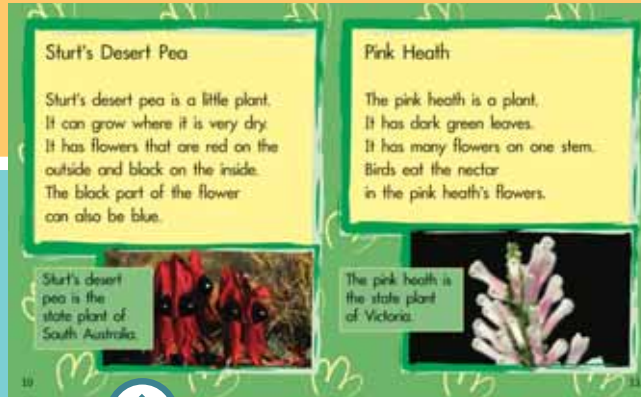 Sturt's Desert Pea
Sturt's desert pea is a little plant.
It can grow where it is very dry.
It has flowers that are red on the
outside and black on the inside.
The black part of the flower
can also be blue.
Sturt's desert
pea is the
state plant of
South Australia.
10
Pink Heath
The pink heath is a plant.
It has dark green leaves.
It has many flowers on one stem.
Birds eat the nectar
in the pink heath's flowers.
The pink heath is
the state plant
of Victoria.
11